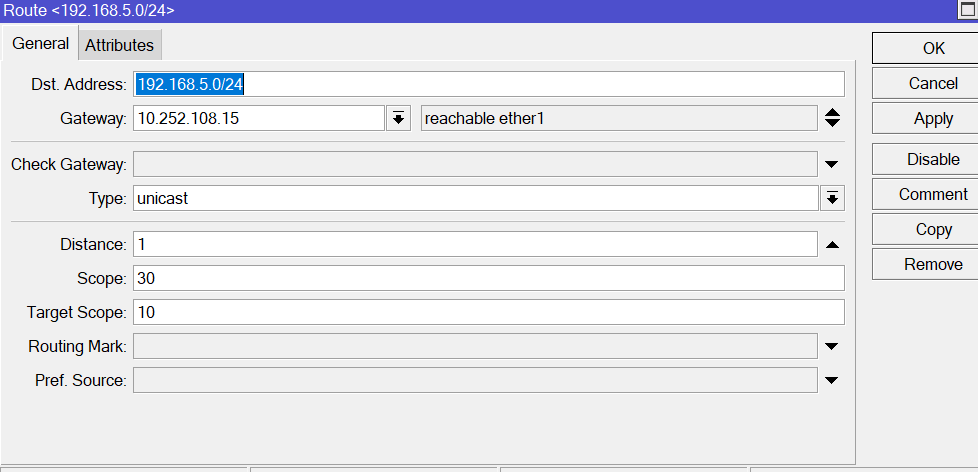 Route <192.168.5.0/24>
General Attributes
Dst. Address: 192.168.5.0/24
Gateway: 10.252.108.15 reachable ether1
Check Gateway:
Type: unicast
Distance: 1
Scope: 30
Target Scope: 10
Routing Mark:
Pref. Source:
OK
Cancel
Apply
Disable
Comment
Copy
Remove